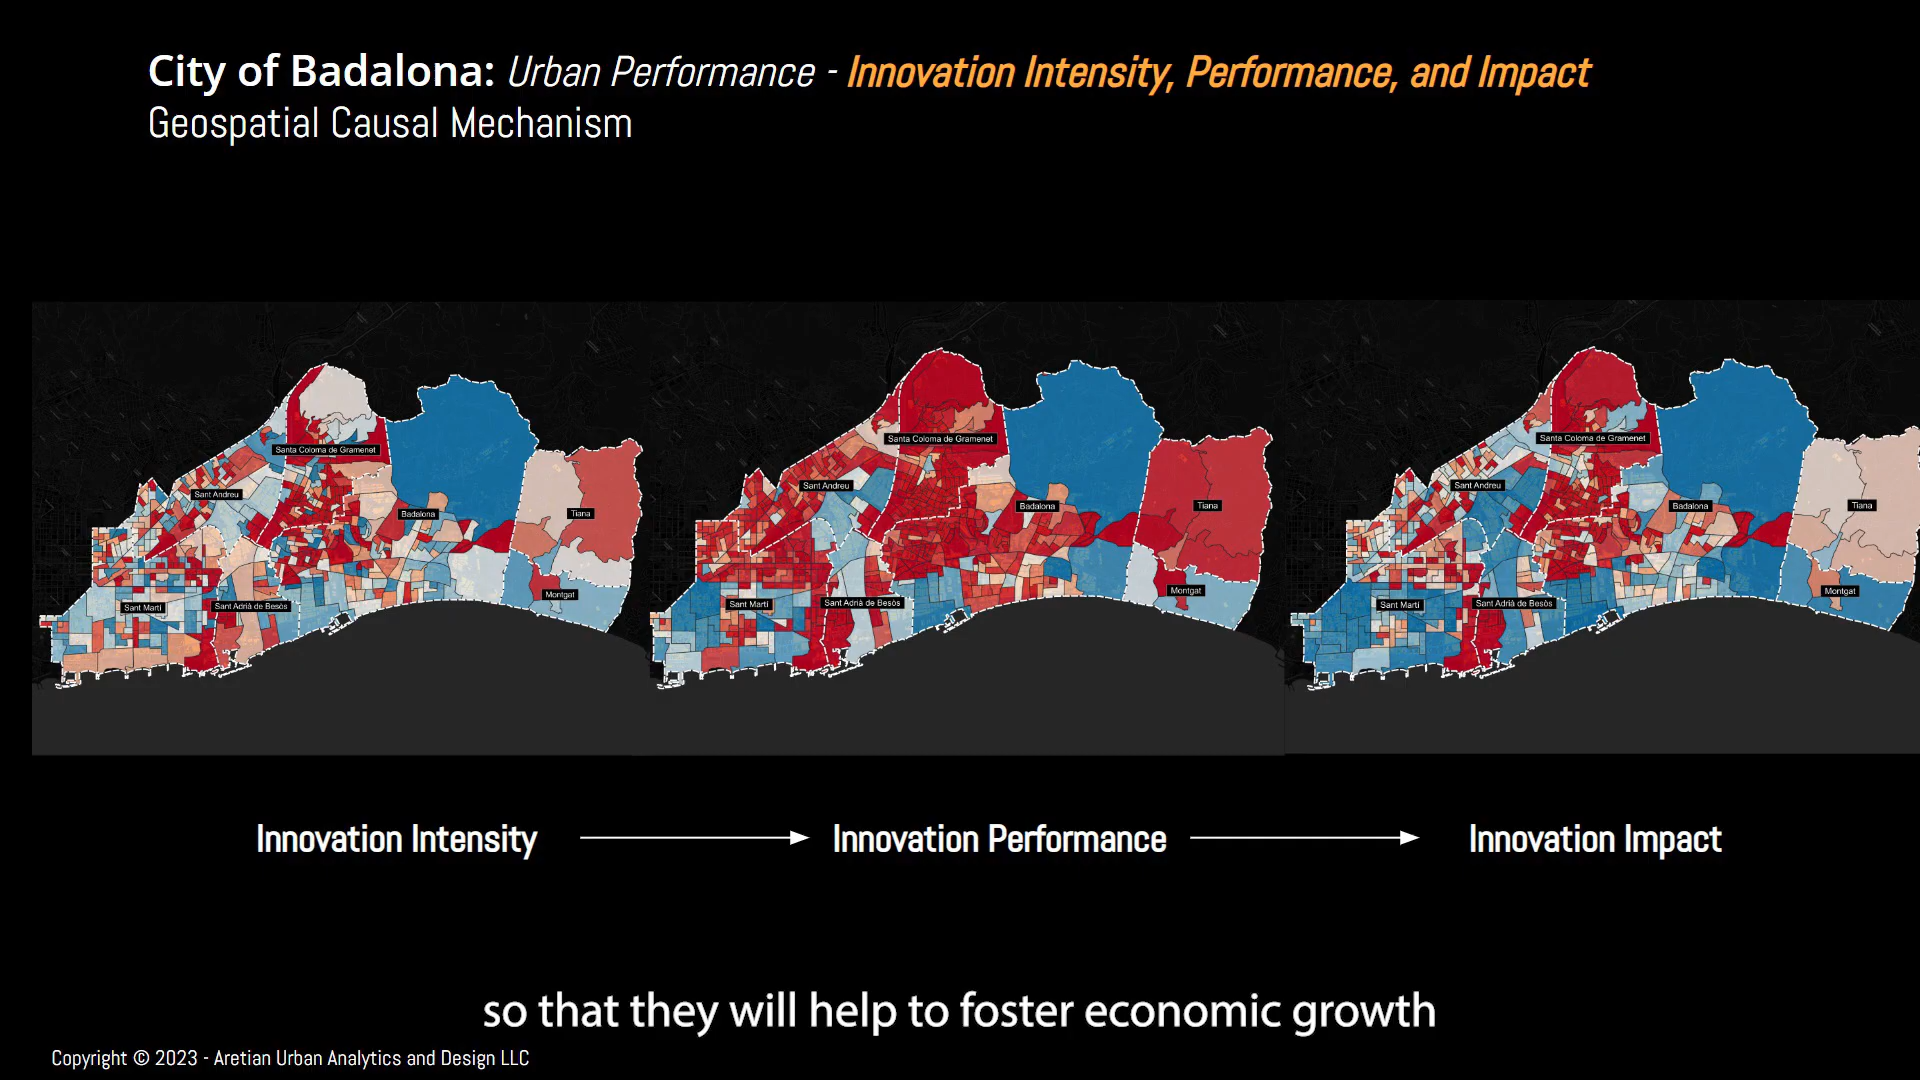 City of Badalona: Urban Performance - Innovation Intensity, Performance, and Impact
Geospatial Causal Mechanism
Santa Coloma de Gramenet
Sant Andreu
Badalona
Tiana
Montgat
Sant Martí
Sant Adrià de Besòs
Santa Coloma de Gramenet
Sant Andreu
Badalona
Tiana
Montgat
Sant Martí
Sant Adrià de Besòs
Santa Coloma de Gramenet
Sant Andreu
Badalona
Tiana
Montgat
Sant Martí
Sant Adrià de Besòs
Innovation Intensity
Innovation Performance
Innovation Impact
so that they will help to foster economic growth
Copyright © 2023 - Aretian Urban Analytics and Design LLC